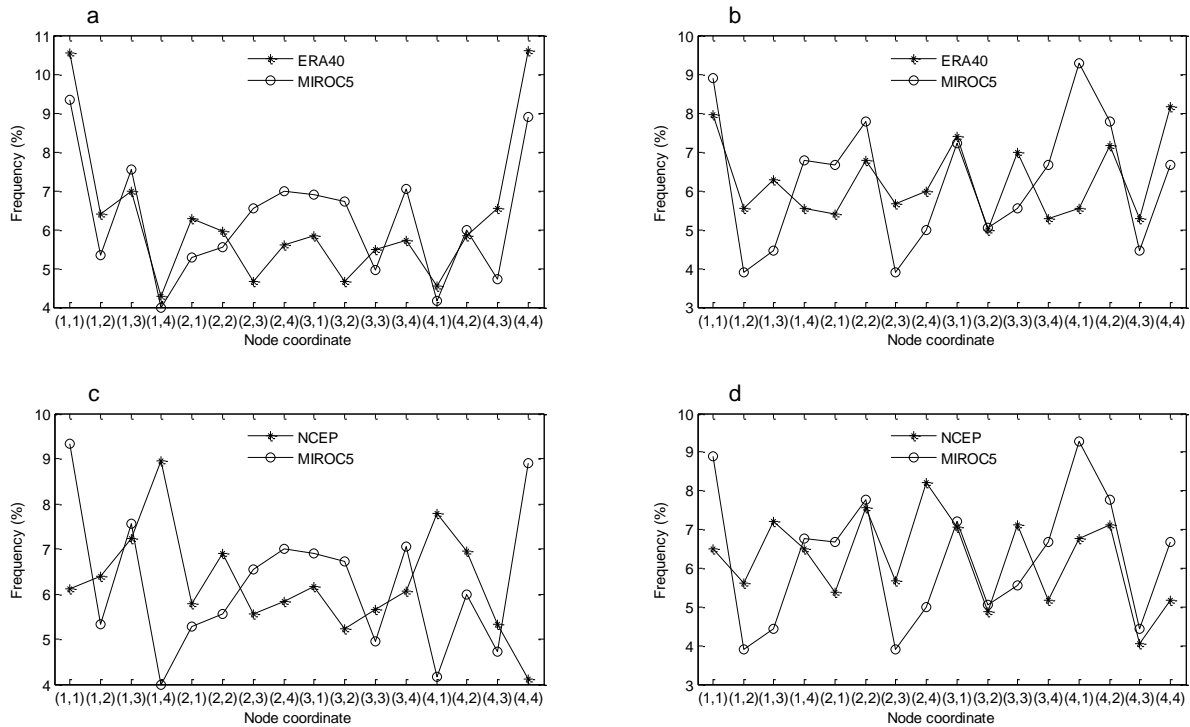 a
11
10
9
8
7
6
5
4
Frequency (%)
ERA40
MIROC5
(1,1)(1,2)(1,3)(1,4)(2,1)(2,2)(2,3)(2,4)(3,1)(3,2)(3,3)(3,4)(4,1)(4,2)(4,3)(4,4)
Node coordinate
b
10
9
8
7
6
5
4
3
Frequency (%)
ERA40
MIROC5
(1,1)(1,2)(1,3)(1,4)(2,1)(2,2)(2,3)(2,4)(3,1)(3,2)(3,3)(3,4)(4,1)(4,2)(4,3)(4,4)
Node coordinate
c
10
9
8
7
6
5
4
Frequency (%)
NCEP
MIROC5
(1,1)(1,2)(1,3)(1,4)(2,1)(2,2)(2,3)(2,4)(3,1)(3,2)(3,3)(3,4)(4,1)(4,2)(4,3)(4,4)
Node coordinate
d
10
9
8
7
6
5
4
3
Frequency (%)
NCEP
MIROC5
(1,1)(1,2)(1,3)(1,4)(2,1)(2,2)(2,3)(2,4)(3,1)(3,2)(3,3)(3,4)(4,1)(4,2)(4,3)(4,4)
Node coordinate